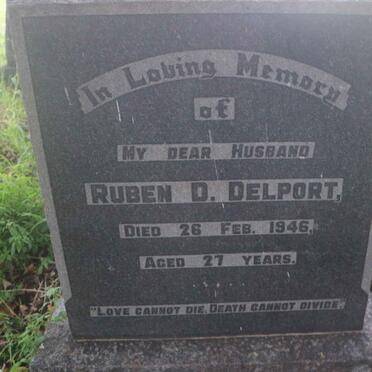 In Loving Memory
of
MY DEAR HUSBAND
RUBEN D. DELPORT,
DIED 26 FEB. 1946,
AGED 27 YEARS.
"LOVE CANNOT DIE, DEATH CANNOT DIVIDE".